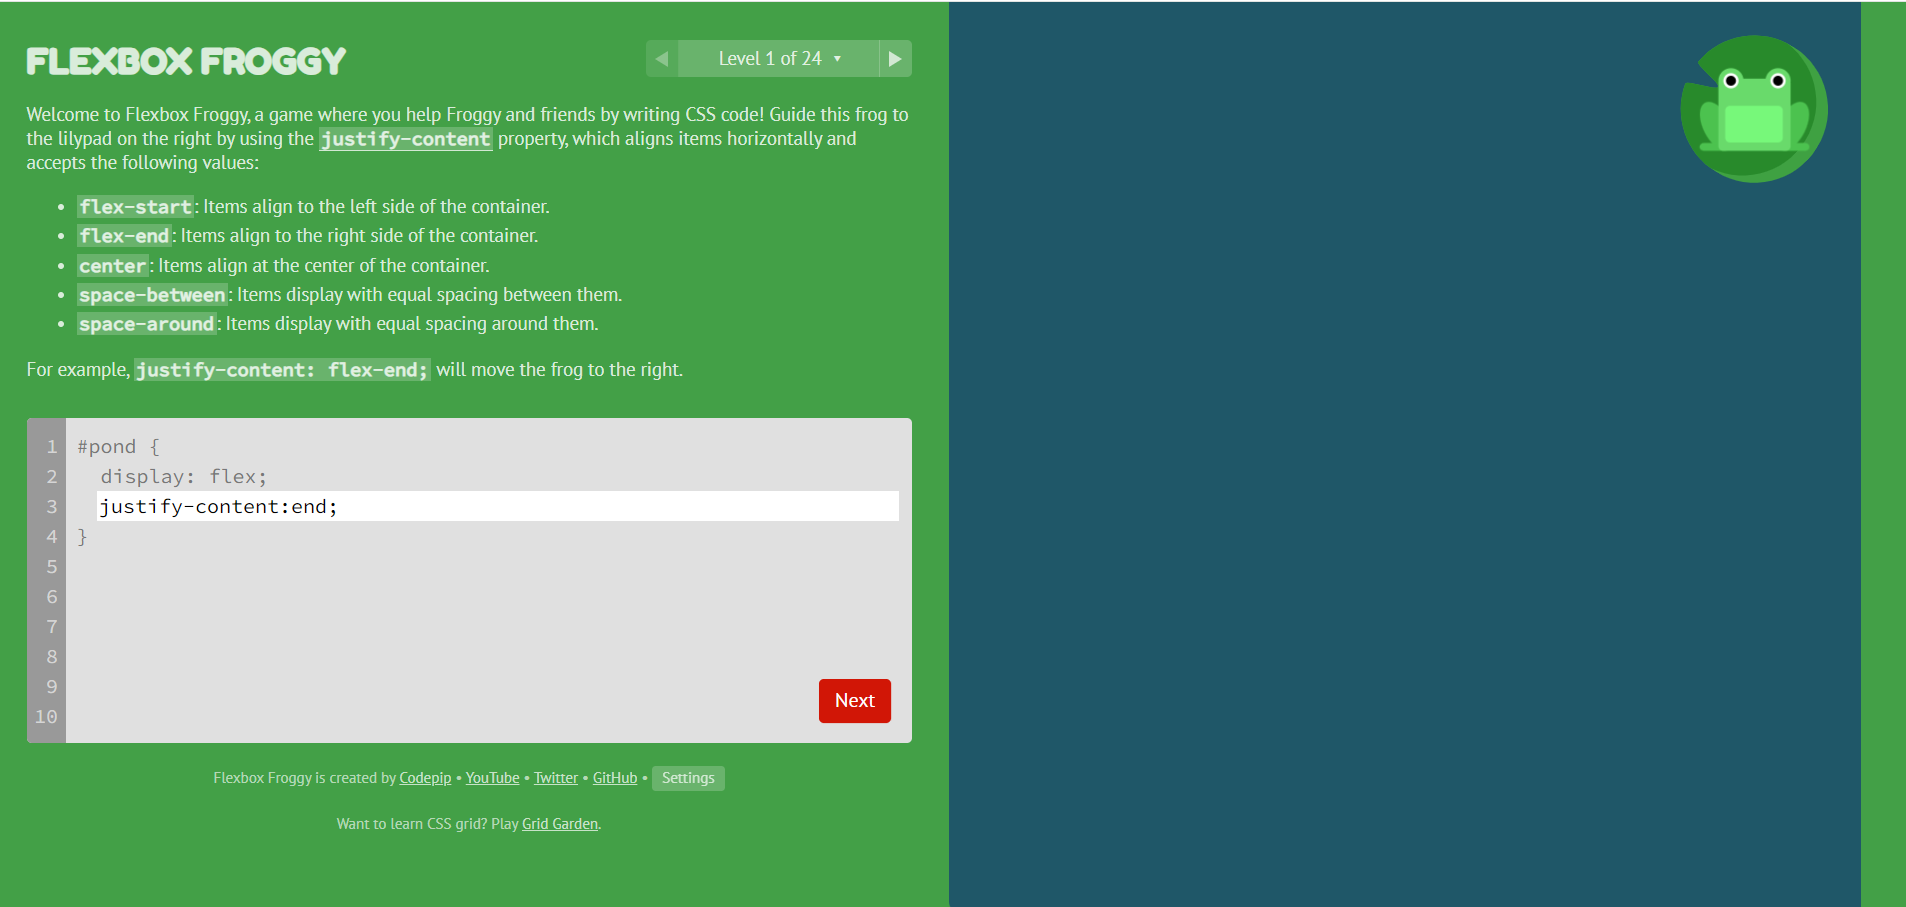 FLEXBOX FROGGY
◀ Level 1 of 24 ▾ ▶
Welcome to Flexbox Froggy, a game where you help Froggy and friends by writing CSS code! Guide this frog to
the lilypad on the right by using the justify-content property, which aligns items horizontally and
accepts the following values:
• flex-start: Items align to the left side of the container.
• flex-end: Items align to the right side of the container.
• center: Items align at the center of the container.
• space-between: Items display with equal spacing between them.
• space-around: Items display with equal spacing around them.
For example, justify-content: flex-end; will move the frog to the right.
1 #pond {
2 display: flex;
3 justify-content:end;
4 }
5
6
7
8
9
10
Next
Flexbox Froggy is created by Codepip • YouTube • Twitter • GitHub • Settings
Want to learn CSS grid? Play Grid Garden.